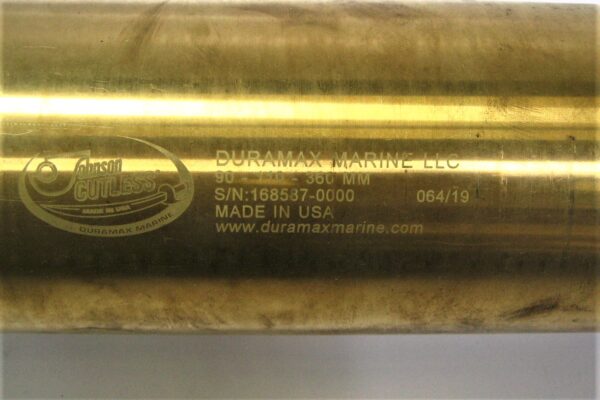 Johnson
CUTLESS
MADE IN USA
DURAMAX MARINE
DURAMAX MARINE LLC
90 - - 360 MM
S/N:168587-0000 064/19
MADE IN USA
www.duramaxmarine.com